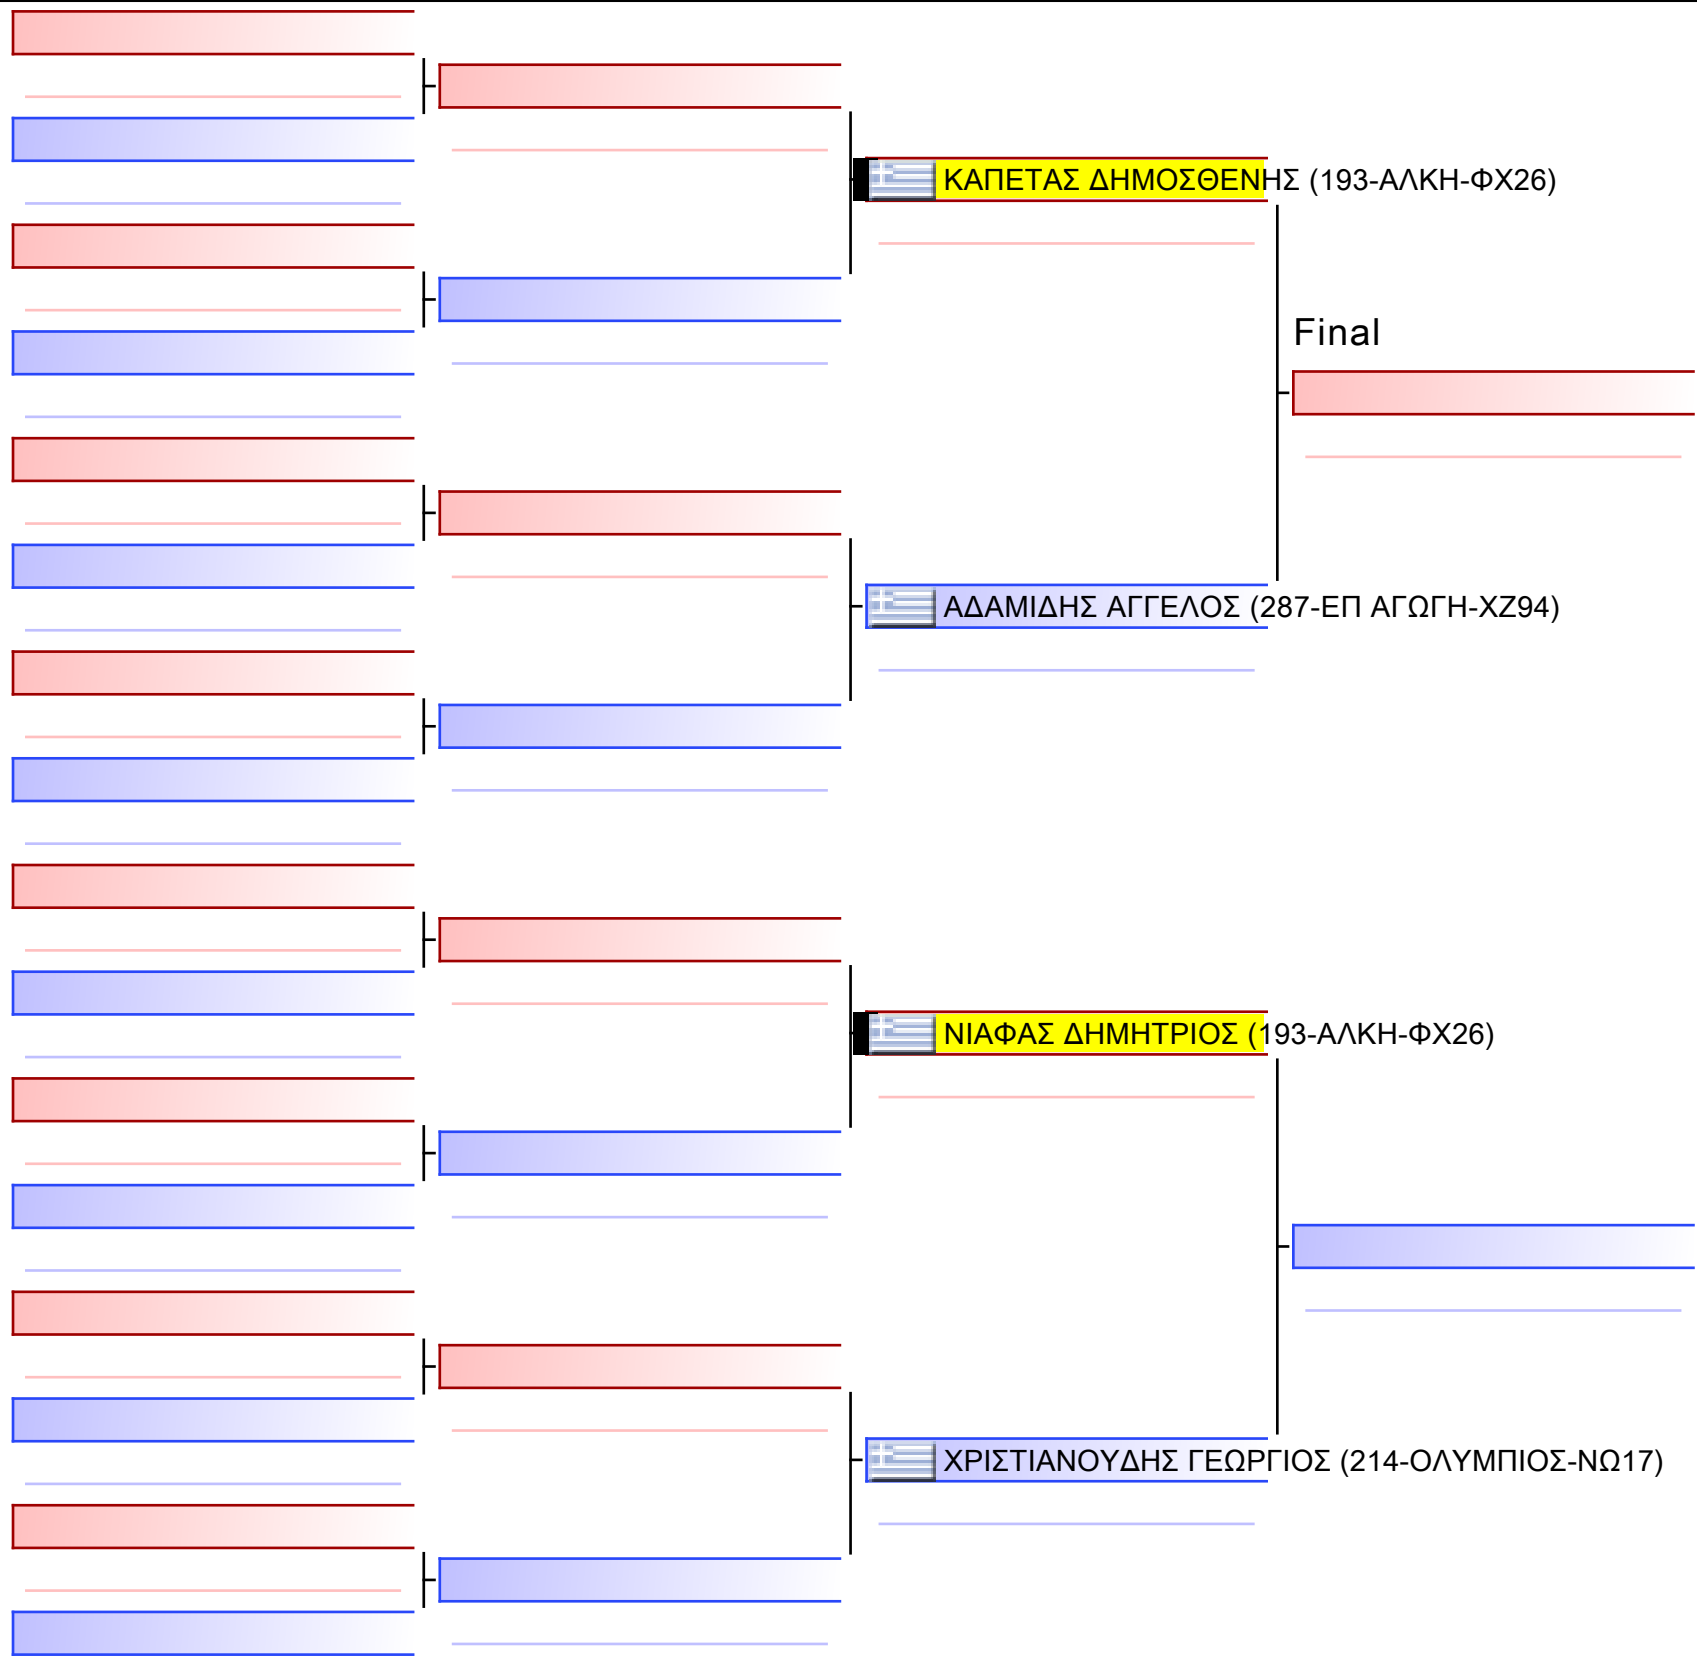 ΚΑΠΕΤΑΣ ΔΗΜΟΣΘΕΝΗΣ (193-ΑΛΚΗ-ΦΧ26)
Final
ΑΔΑΜΙΔΗΣ ΑΓΓΕΛΟΣ (287-ΕΠ ΑΓΩΓΗ-ΧΖ94)
ΝΙΑΦΑΣ ΔΗΜΗΤΡΙΟΣ (193-ΑΛΚΗ-ΦΧ26)
ΧΡΙΣΤΙΑΝΟΥΔΗΣ ΓΕΩΡΓΙΟΣ (214-ΟΛΥΜΠΙΟΣ-ΝΩ17)